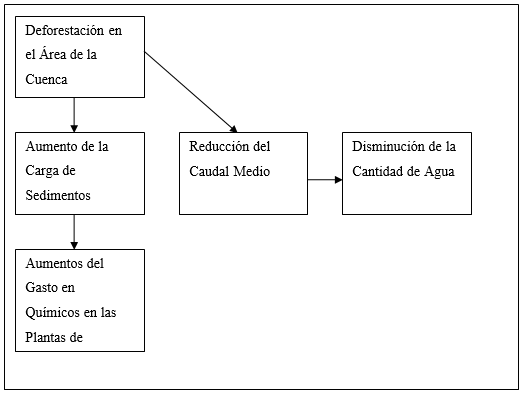 Deforestación en
el Área de la
Cuenca
Aumento de la
Carga de
Sedimentos
Reducción del
Caudal Medio
Disminución de la
Cantidad de Agua
Aumentos del
Gasto en
Químicos en las
Plantas de